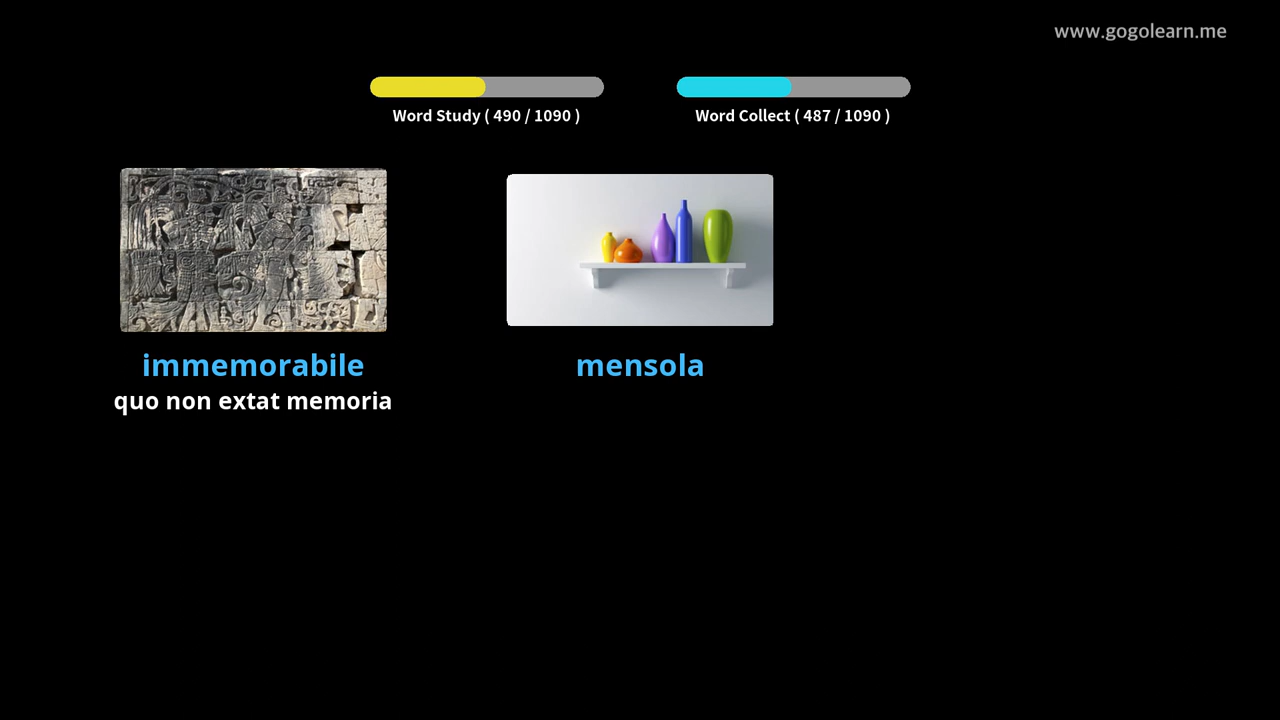 www.gogolearn.me
Word Study ( 490 / 1090 )
Word Collect ( 487 / 1090 )
immemorabile
quo non extat memoria
mensola